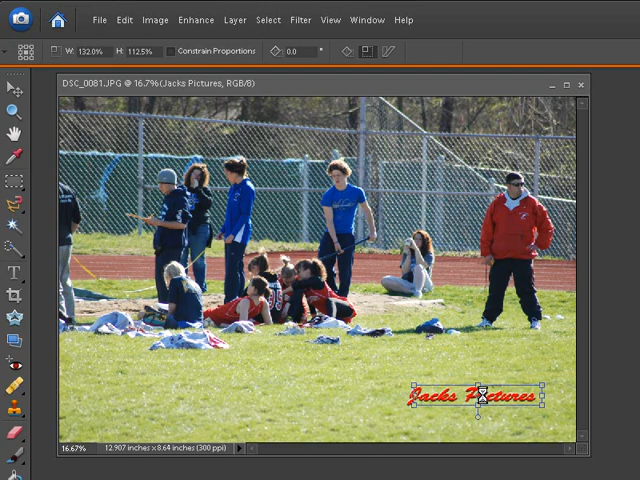 File Edit Image Enhance Layer Select Filter View Window Help
W: 132.0% H: 112.5% Constrain Proportions 0.0 °
DSC_0081.JPG @ 16.7% (Jacks Pictures, RGB/8)
Jacks Pictures
16.67% 12.907 inches x 8.64 inches (300 ppi)